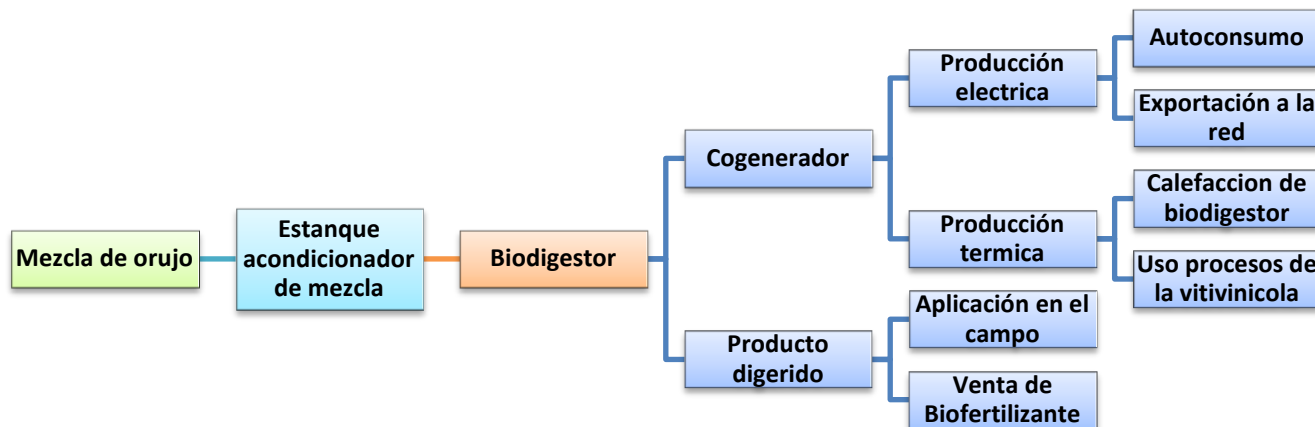 Mezcla de orujo
Estanque
acondicionador
de mezcla
Biodigestor
Cogenerador
Producción
electrica
Autoconsumo
Exportación a la
red
Producción
termica
Calefaccion de
biodigestor
Uso procesos de
la vitivinicola
Producto
digerido
Aplicación en el
campo
Venta de
Biofertilizante